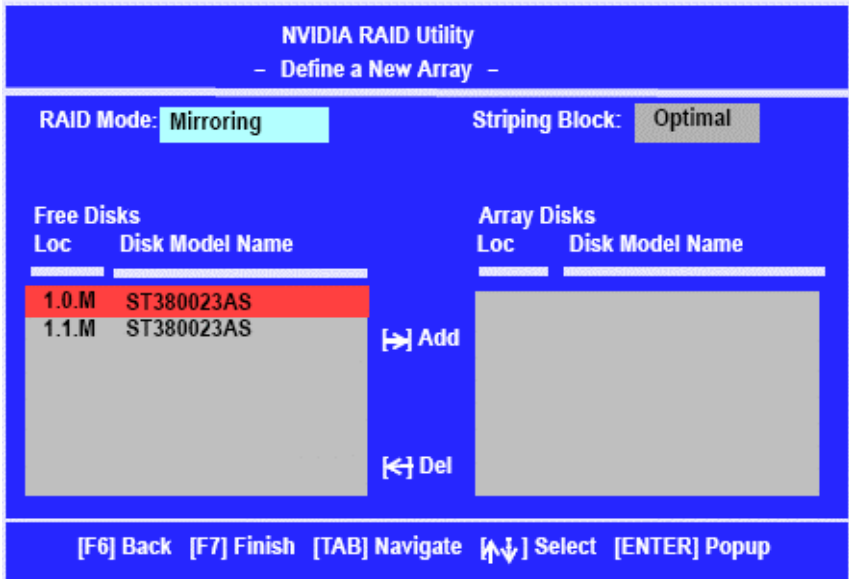 NVIDIA RAID Utility
– Define a New Array –
RAID Mode: Mirroring
Striping Block: Optimal
Free Disks
Loc Disk Model Name
1.0.M ST380023AS
1.1.M ST380023AS
[→] Add
[←] Del
Array Disks
Loc Disk Model Name
[F6] Back [F7] Finish [TAB] Navigate [↑↓] Select [ENTER] Popup